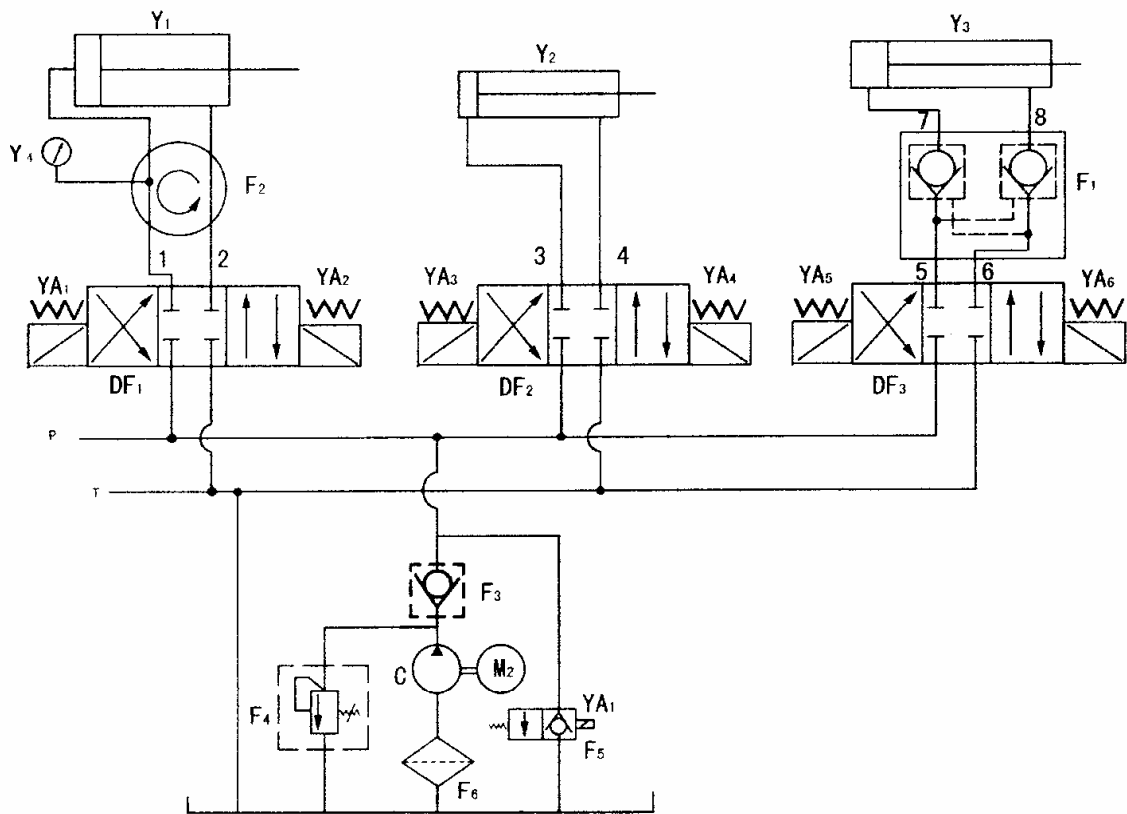 Y₁
Y₂
Y₃
7
8
Y₄
F₂
F₁
1
2
3
4
5
6
YA₁
YA₂
YA₃
YA₄
YA₅
YA₆
DF₁
DF₂
DF₃
P
T
F₃
C
M₂
F₄
YA₁
F₅
F₆